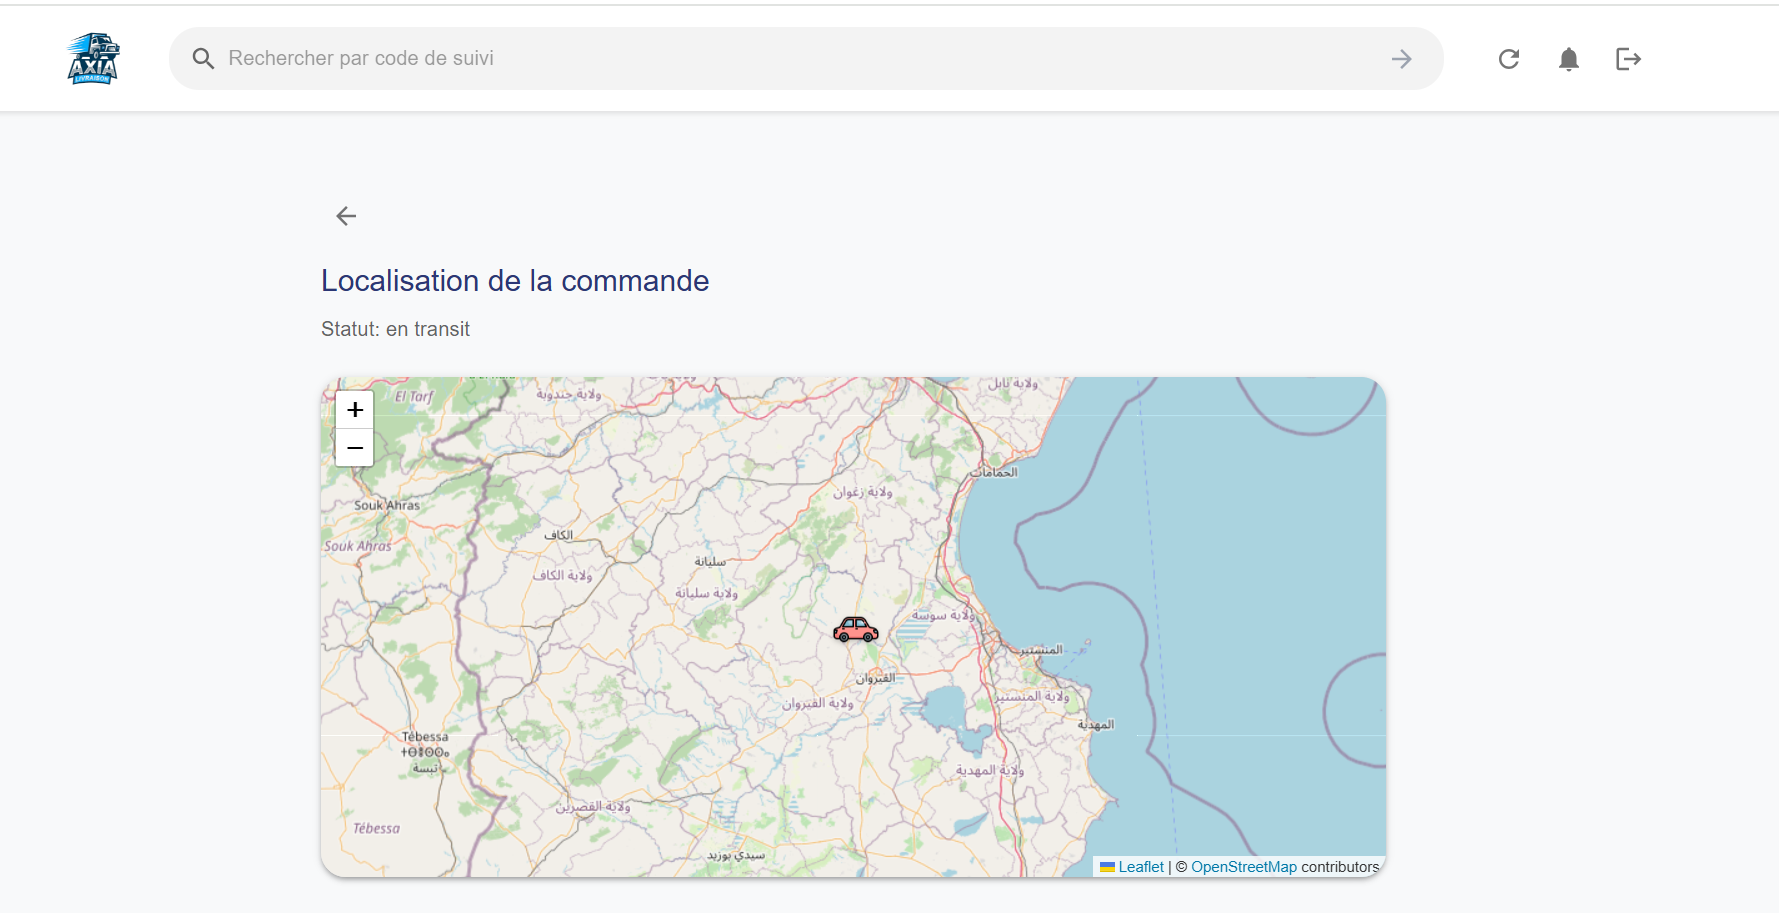 AXIA
LIVRAISON
Rechercher par code de suivi
Localisation de la commande
Statut: en transit
+
−
El Tarf
ولاية جندوبة
ولاية نابل
الحمامات
ولاية زغوان
Souk Ahras
الكاف
Souk Ahras
سليانة
ولاية الكاف
ولاية سليانة
ولاية سوسة
المنستير
القيروان
ولاية المنستير
ولاية القيروان
المهدية
Tébessa
تبسة
ولاية المهدية
ولاية القصرين
Tébessa
سيدي بوزيد
Leaflet | © OpenStreetMap contributors